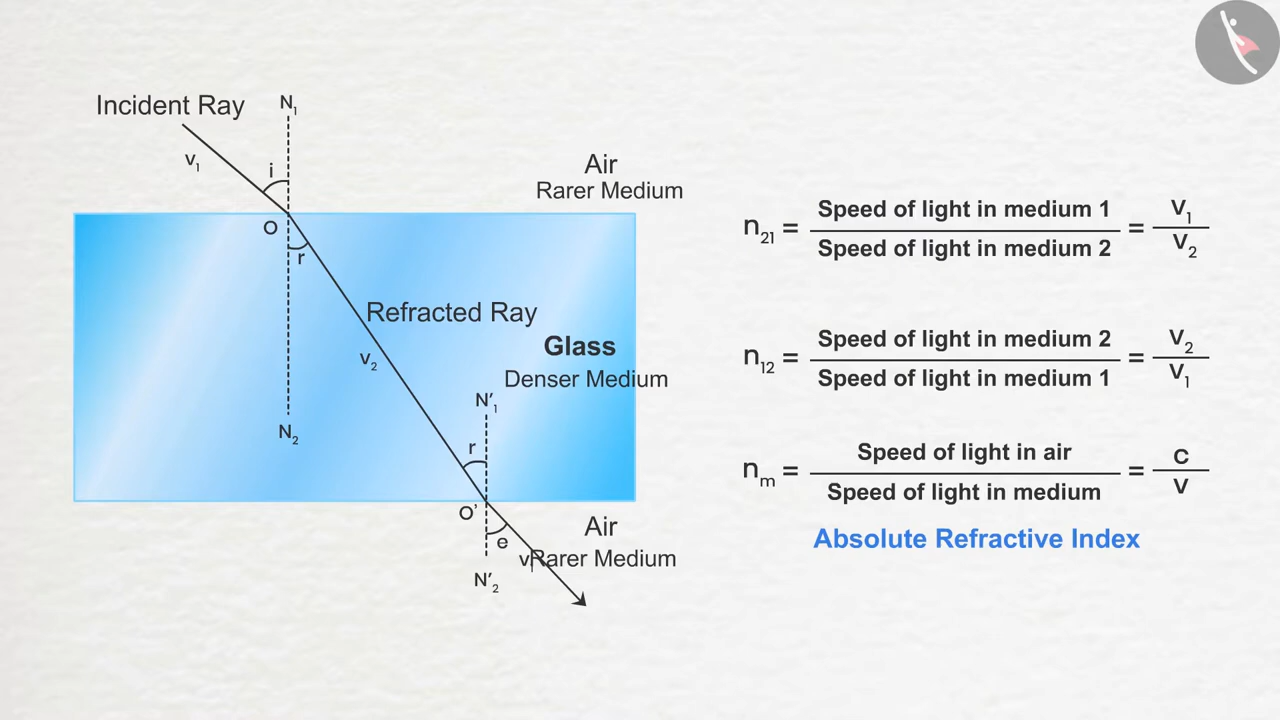 Incident Ray
N₁
v₁
i
Air
Rarer Medium
O
r
Refracted Ray
v₂
Glass
Denser Medium
N'₁
N₂
r
O'
Air
e
v₁
Rarer Medium
N'₂
n₂₁ = Speed of light in medium 1 / Speed of light in medium 2 = V₁ / V₂
n₁₂ = Speed of light in medium 2 / Speed of light in medium 1 = V₂ / V₁
nₘ = Speed of light in air / Speed of light in medium = c / v
Absolute Refractive Index